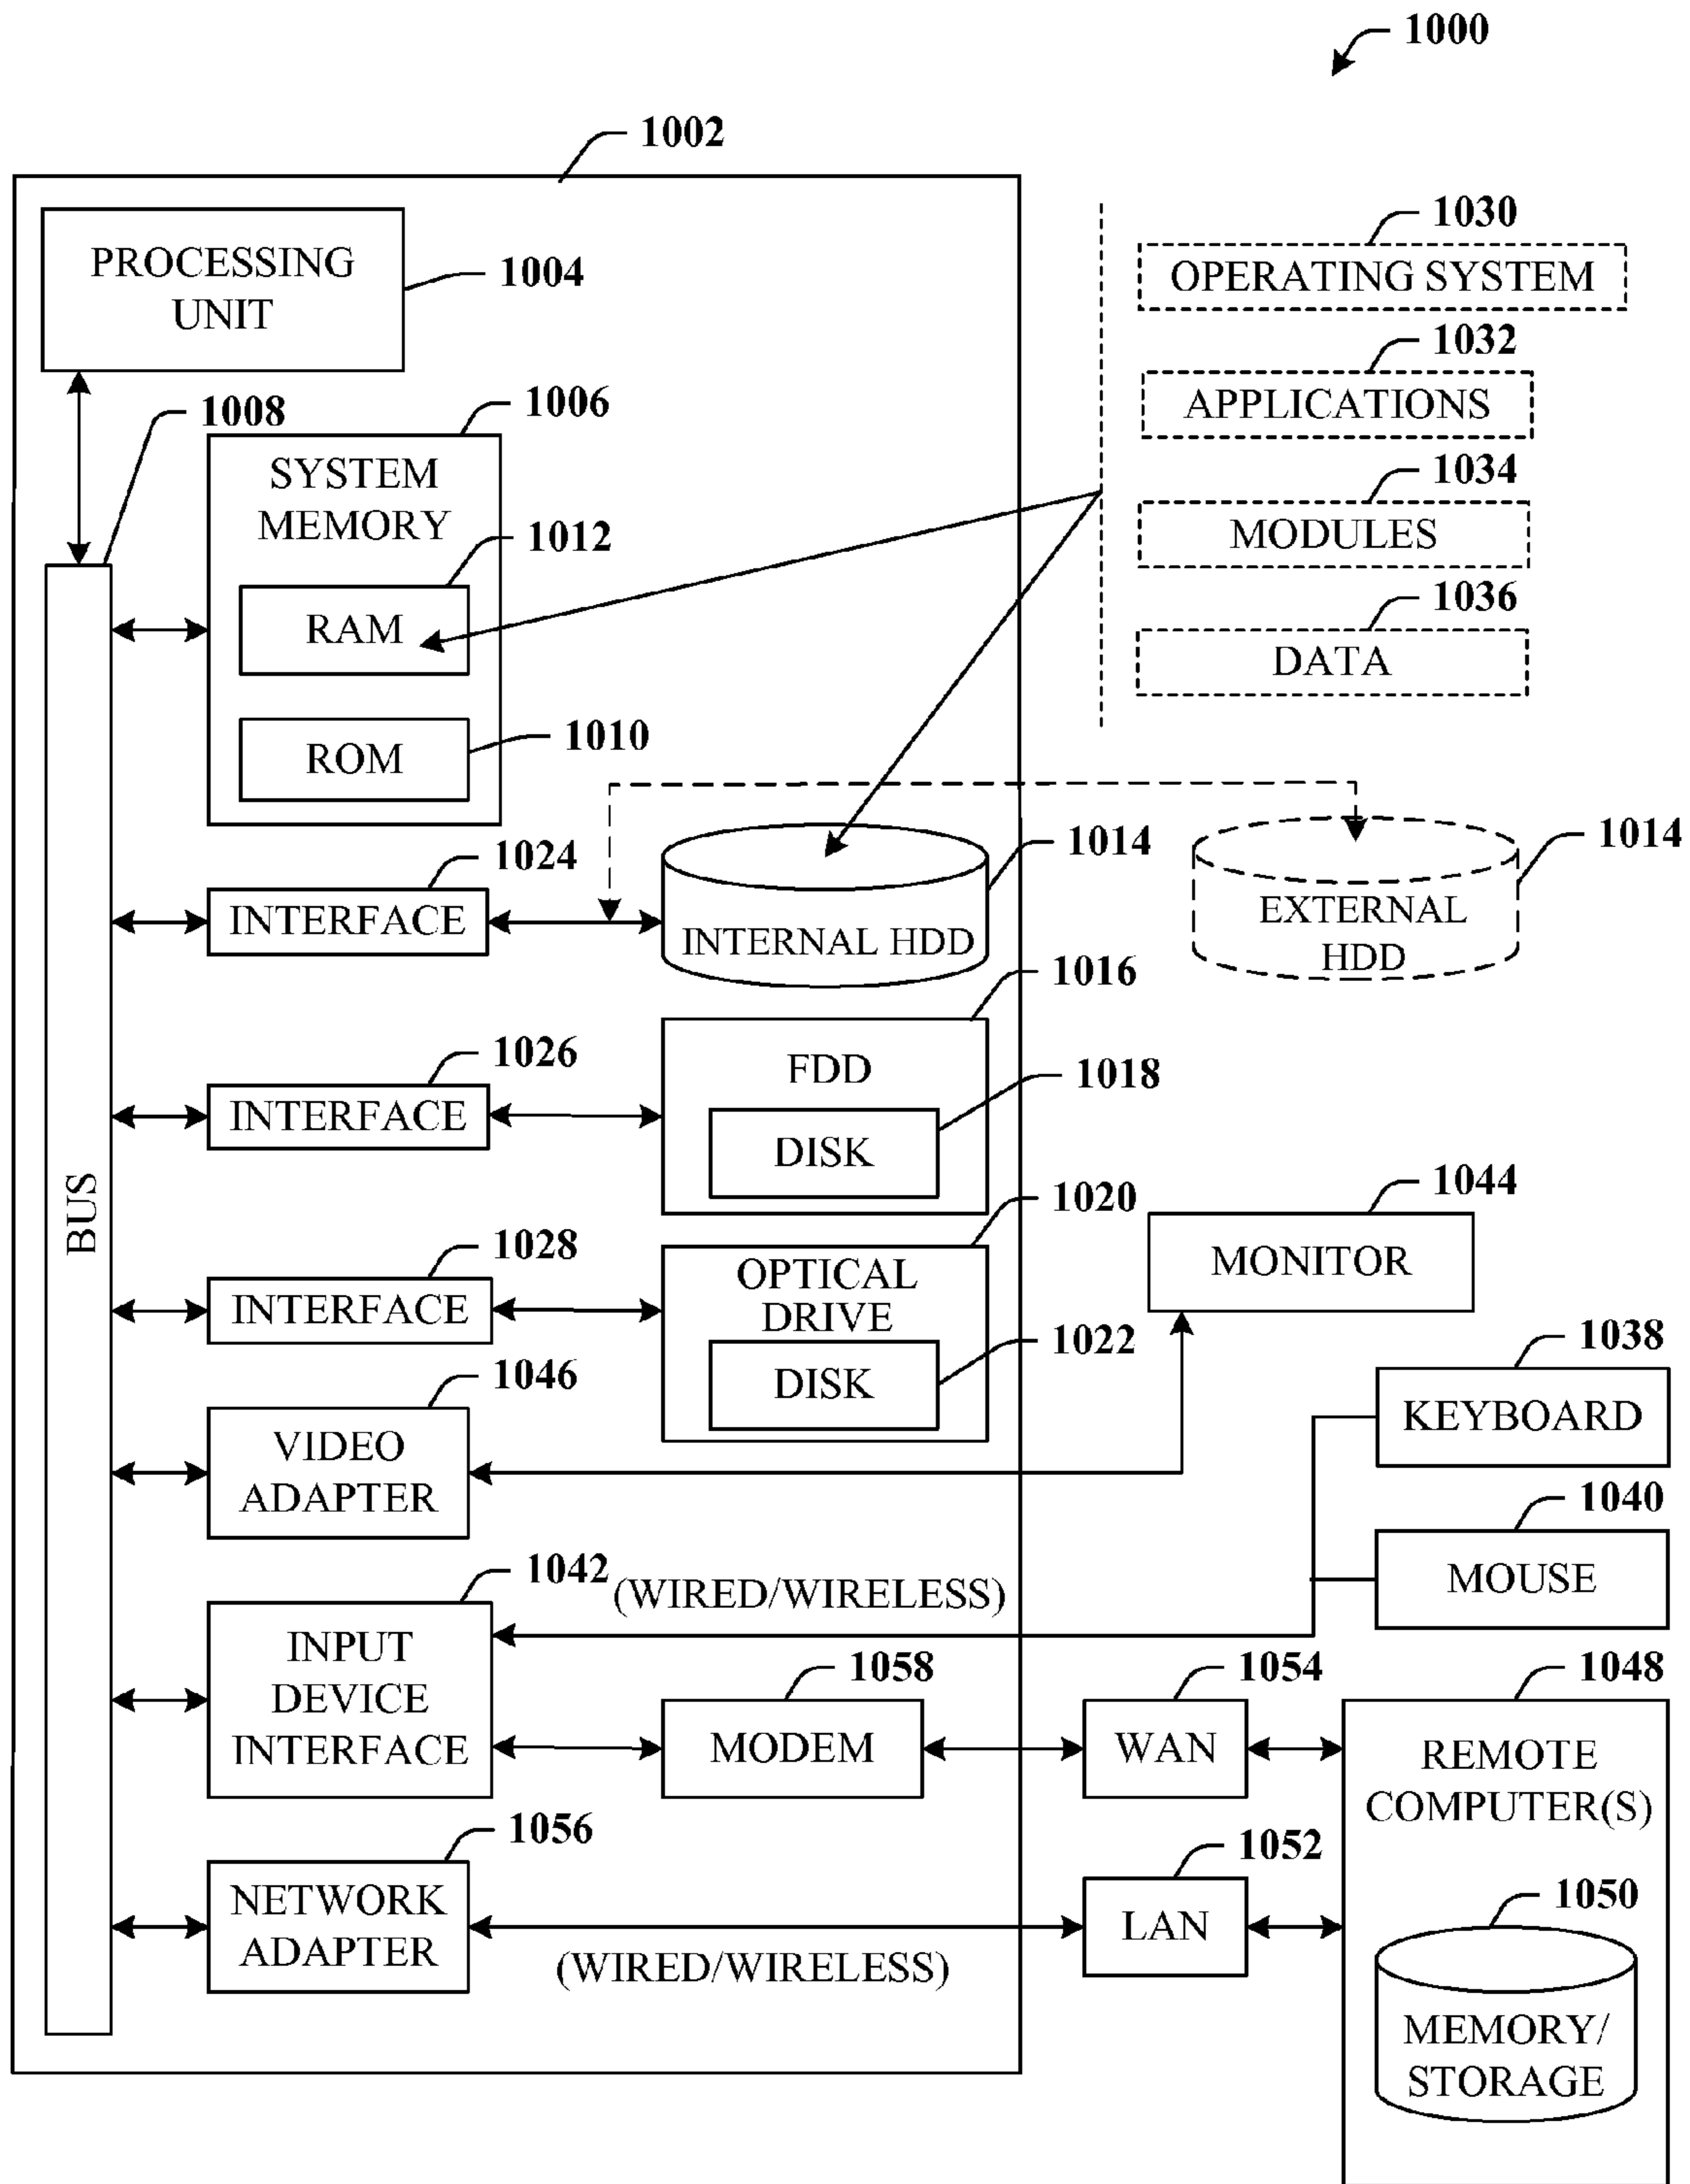 1000
1002
PROCESSING
UNIT
1004
1030
OPERATING SYSTEM
1032
APPLICATIONS
1034
MODULES
1036
DATA
1008
1006
SYSTEM
MEMORY
1012
RAM
1010
ROM
1024
INTERFACE
1014
INTERNAL HDD
1014
EXTERNAL
HDD
1016
1026
INTERFACE
FDD
1018
DISK
BUS
1020
1028
INTERFACE
OPTICAL
DRIVE
1022
DISK
1044
MONITOR
1046
VIDEO
ADAPTER
1038
KEYBOARD
1040
MOUSE
1042
(WIRED/WIRELESS)
INPUT
DEVICE
INTERFACE
1058
MODEM
1054
WAN
1048
REMOTE
COMPUTER(S)
1056
NETWORK
ADAPTER
(WIRED/WIRELESS)
1052
LAN
1050
MEMORY/
STORAGE